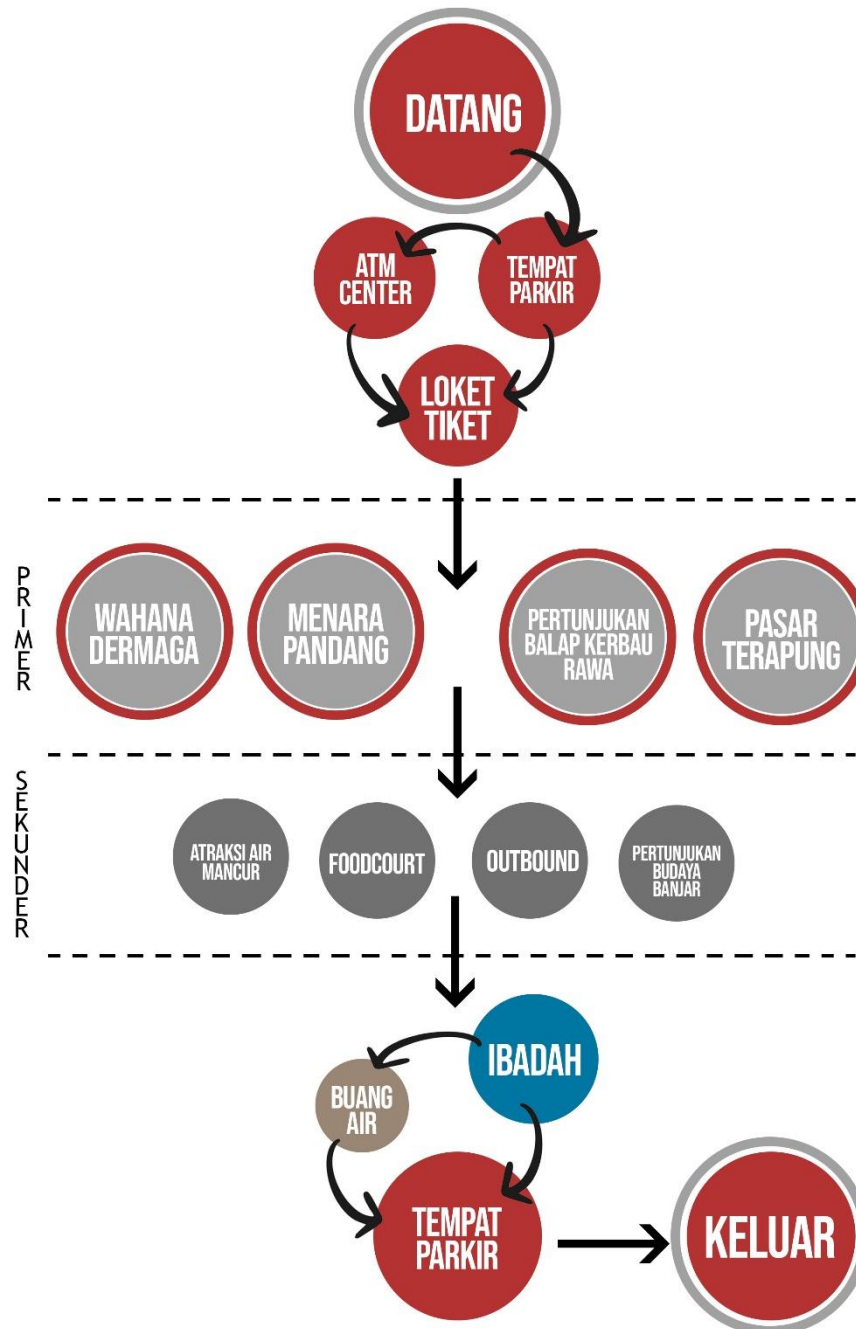 DATANG
ATM
CENTER
TEMPAT
PARKIR
LOKET
TIKET
PRIMER
WAHANA
DERMAGA
MENARA
PANDANG
PERTUNJUKAN
BALAP KERBAU
RAWA
PASAR
TERAPUNG
SEKUNDER
ATRAKSI AIR
MANCUR
FOODCOURT
OUTBOUND
PERTUNJUKAN
BUDAYA
BANJAR
IBADAH
BUANG
AIR
TEMPAT
PARKIR
KELUAR